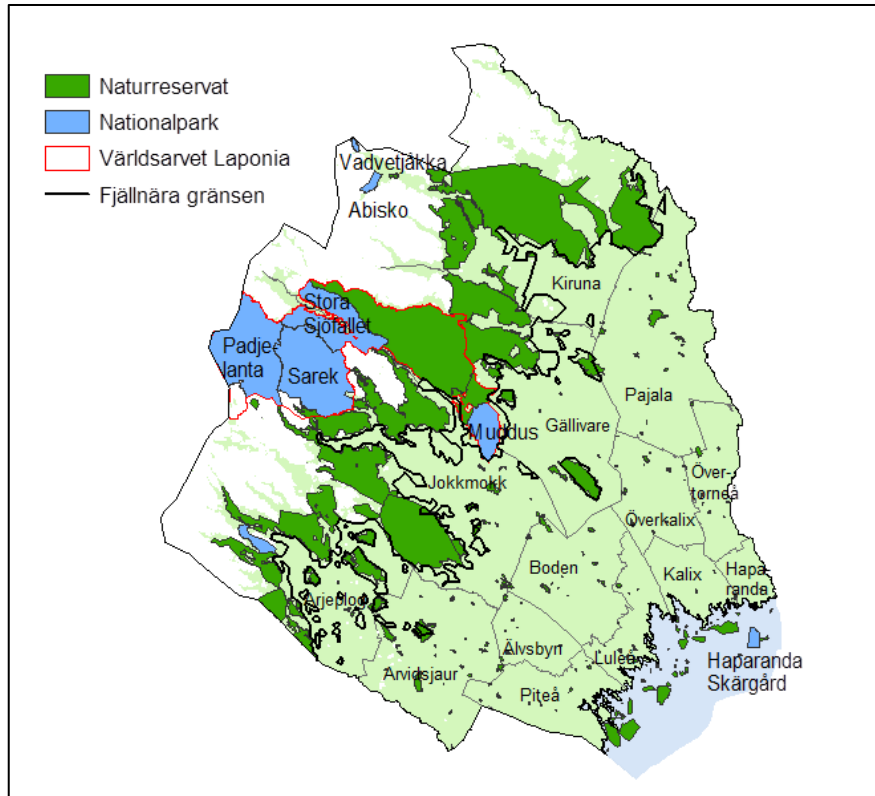 Naturreservat
Nationalpark
Världsarvet Laponia
Fjällnära gränsen
Vadvetjåkka
Abisko
Kiruna
Stora
Sjöfallet
Padje-
lanta
Sarek
Pajala
Muddus
Gällivare
Jokkmokk
Över-
torneå
Överkalix
Boden
Kalix
Hapa-
randa
Arjeplog
Älvsbyn
Luleå
Haparanda
Skärgård
Arvidsjaur
Piteå